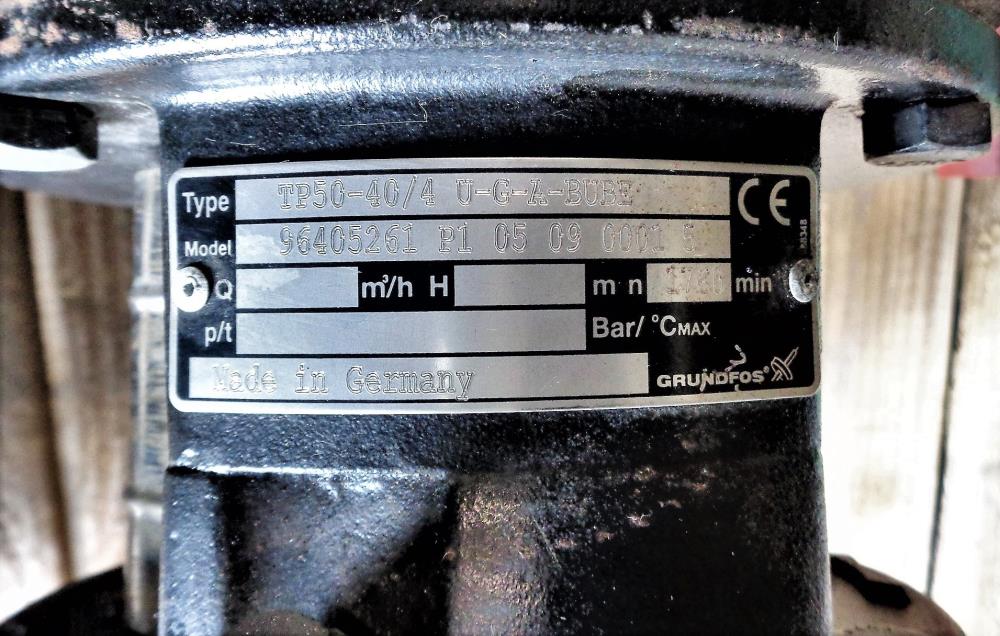 Type TP50-40/4 U-G-A-BUBE CE
Model 96405261 P1 05 09 0001 5
Q m³/h H m n min
p/t Bar/ °CMAX
Made in Germany GRUNDFOS